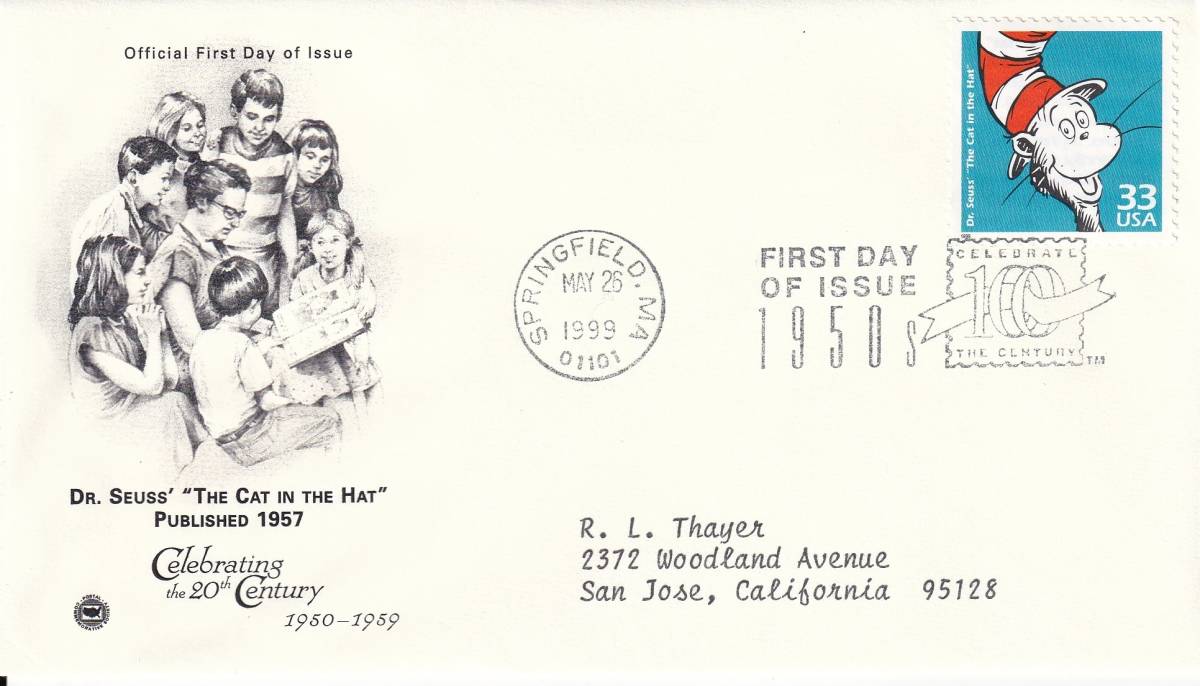 Official First Day of Issue
Dr. Seuss' "The Cat in the Hat"
33
USA
SPRINGFIELD, MA
MAY 26
1999
01101
FIRST DAY
OF ISSUE
1950s
CELEBRATE
100
THE CENTURY
TM
DR. SEUSS' "THE CAT IN THE HAT"
PUBLISHED 1957
Celebrating
the 20th Century
1950–1959
R. L. Thayer
2372 Woodland Avenue
San Jose, California 95128